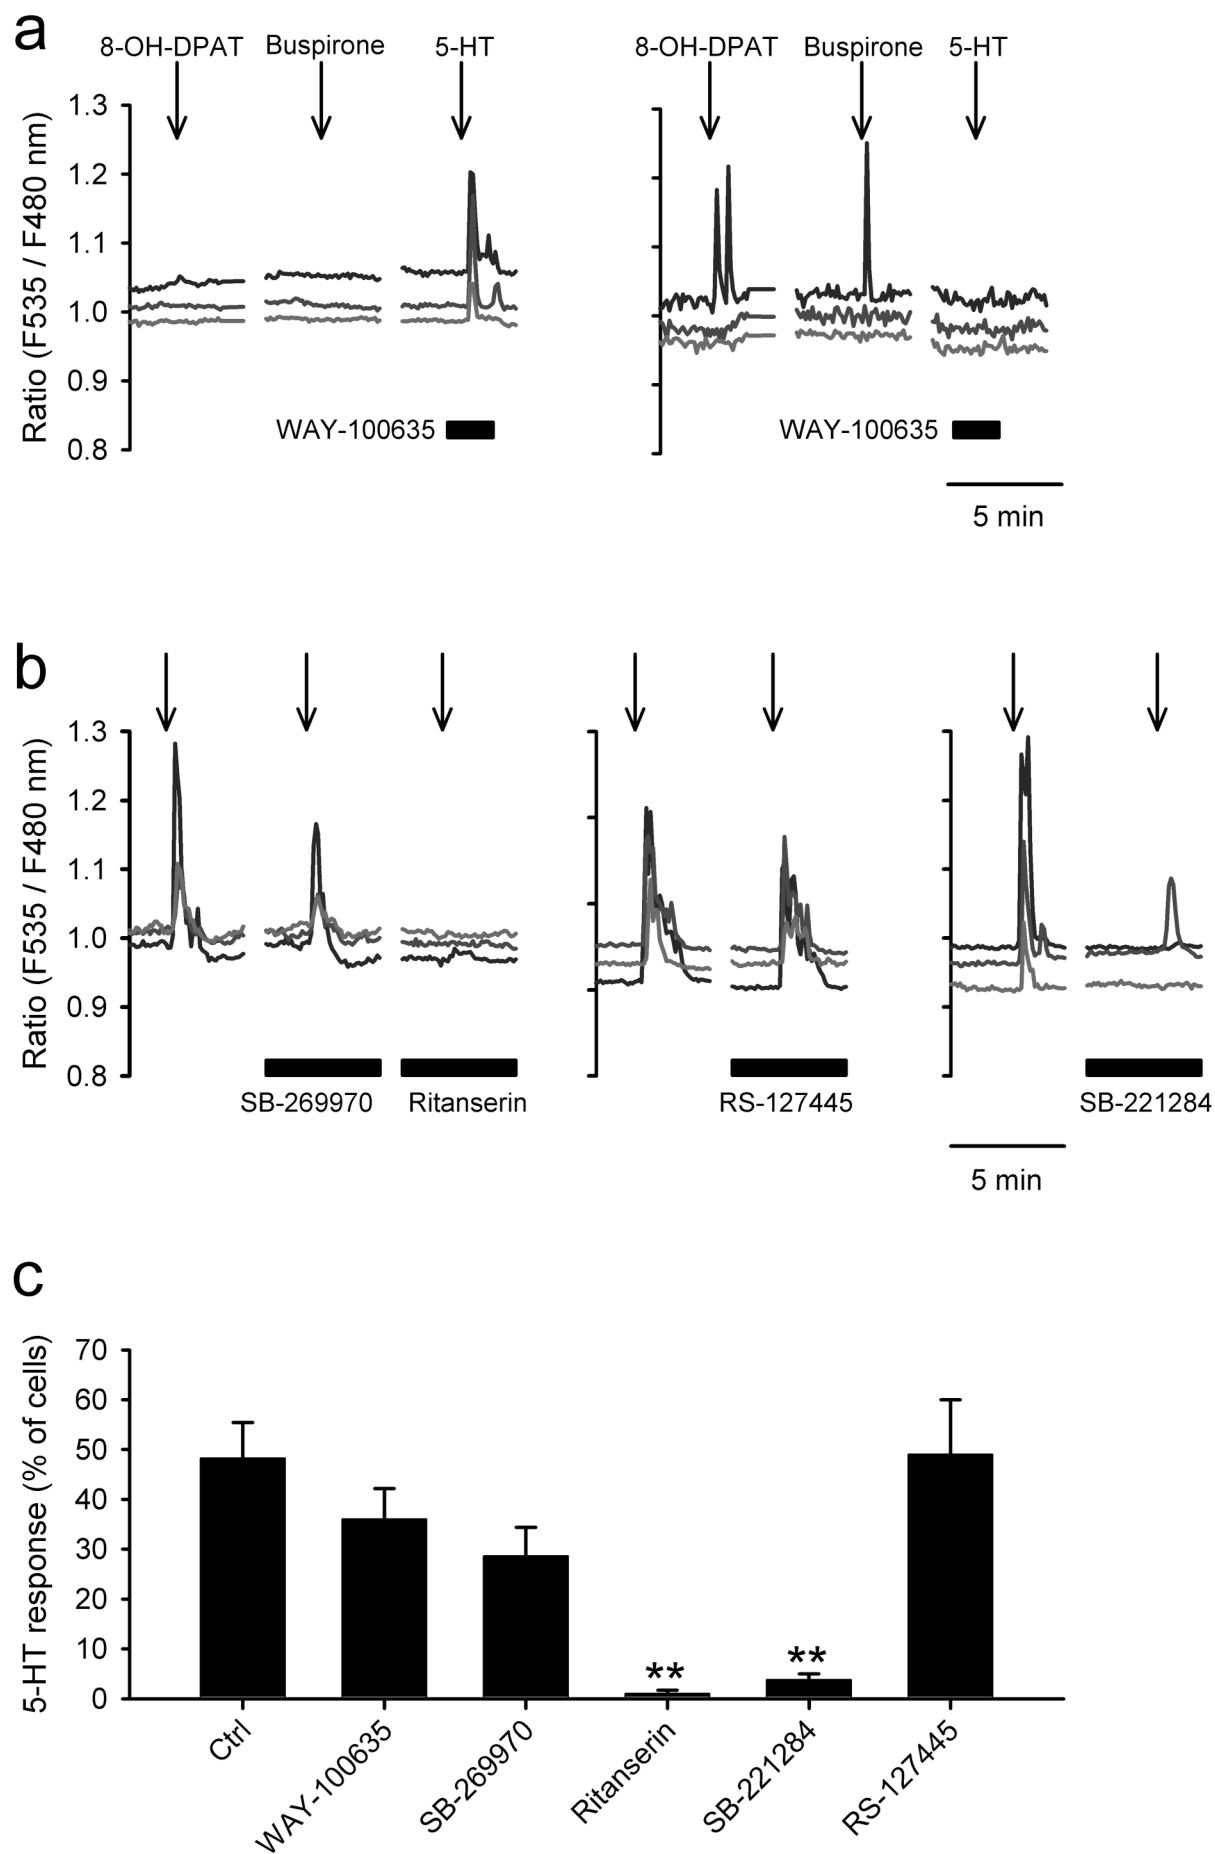 a
8-OH-DPAT Buspirone 5-HT
8-OH-DPAT Buspirone 5-HT
Ratio (F535 / F480 nm)
1.3
1.2
1.1
1.0
0.9
0.8
WAY-100635
WAY-100635
5 min
b
Ratio (F535 / F480 nm)
1.3
1.2
1.1
1.0
0.9
0.8
SB-269970 Ritanserin
RS-127445
SB-221284
5 min
c
5-HT response (% of cells)
70
60
50
40
30
20
10
0
**
**
Ctrl
WAY-100635
SB-269970
Ritanserin
SB-221284
RS-127445